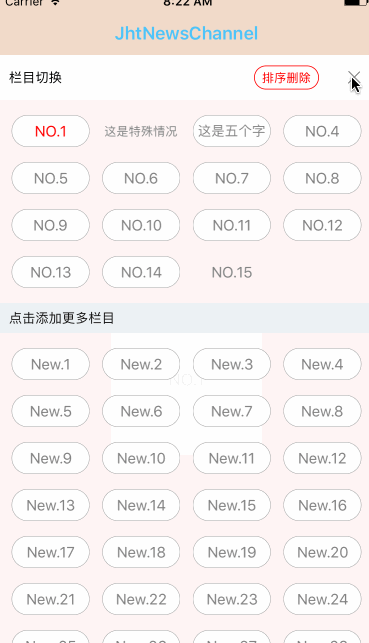 Carrier 8:22 AM
JhtNewsChannel
栏目切换 排序删除
NO.1 这是特殊情况 这是五个字 NO.4
NO.5 NO.6 NO.7 NO.8
NO.9 NO.10 NO.11 NO.12
NO.13 NO.14 NO.15
点击添加更多栏目
New.1 New.2 New.3 New.4
New.5 New.6 New.7 New.8
New.9 New.10 New.11 New.12
New.13 New.14 New.15 New.16
New.17 New.18 New.19 New.20
New.21 New.22 New.23 New.24